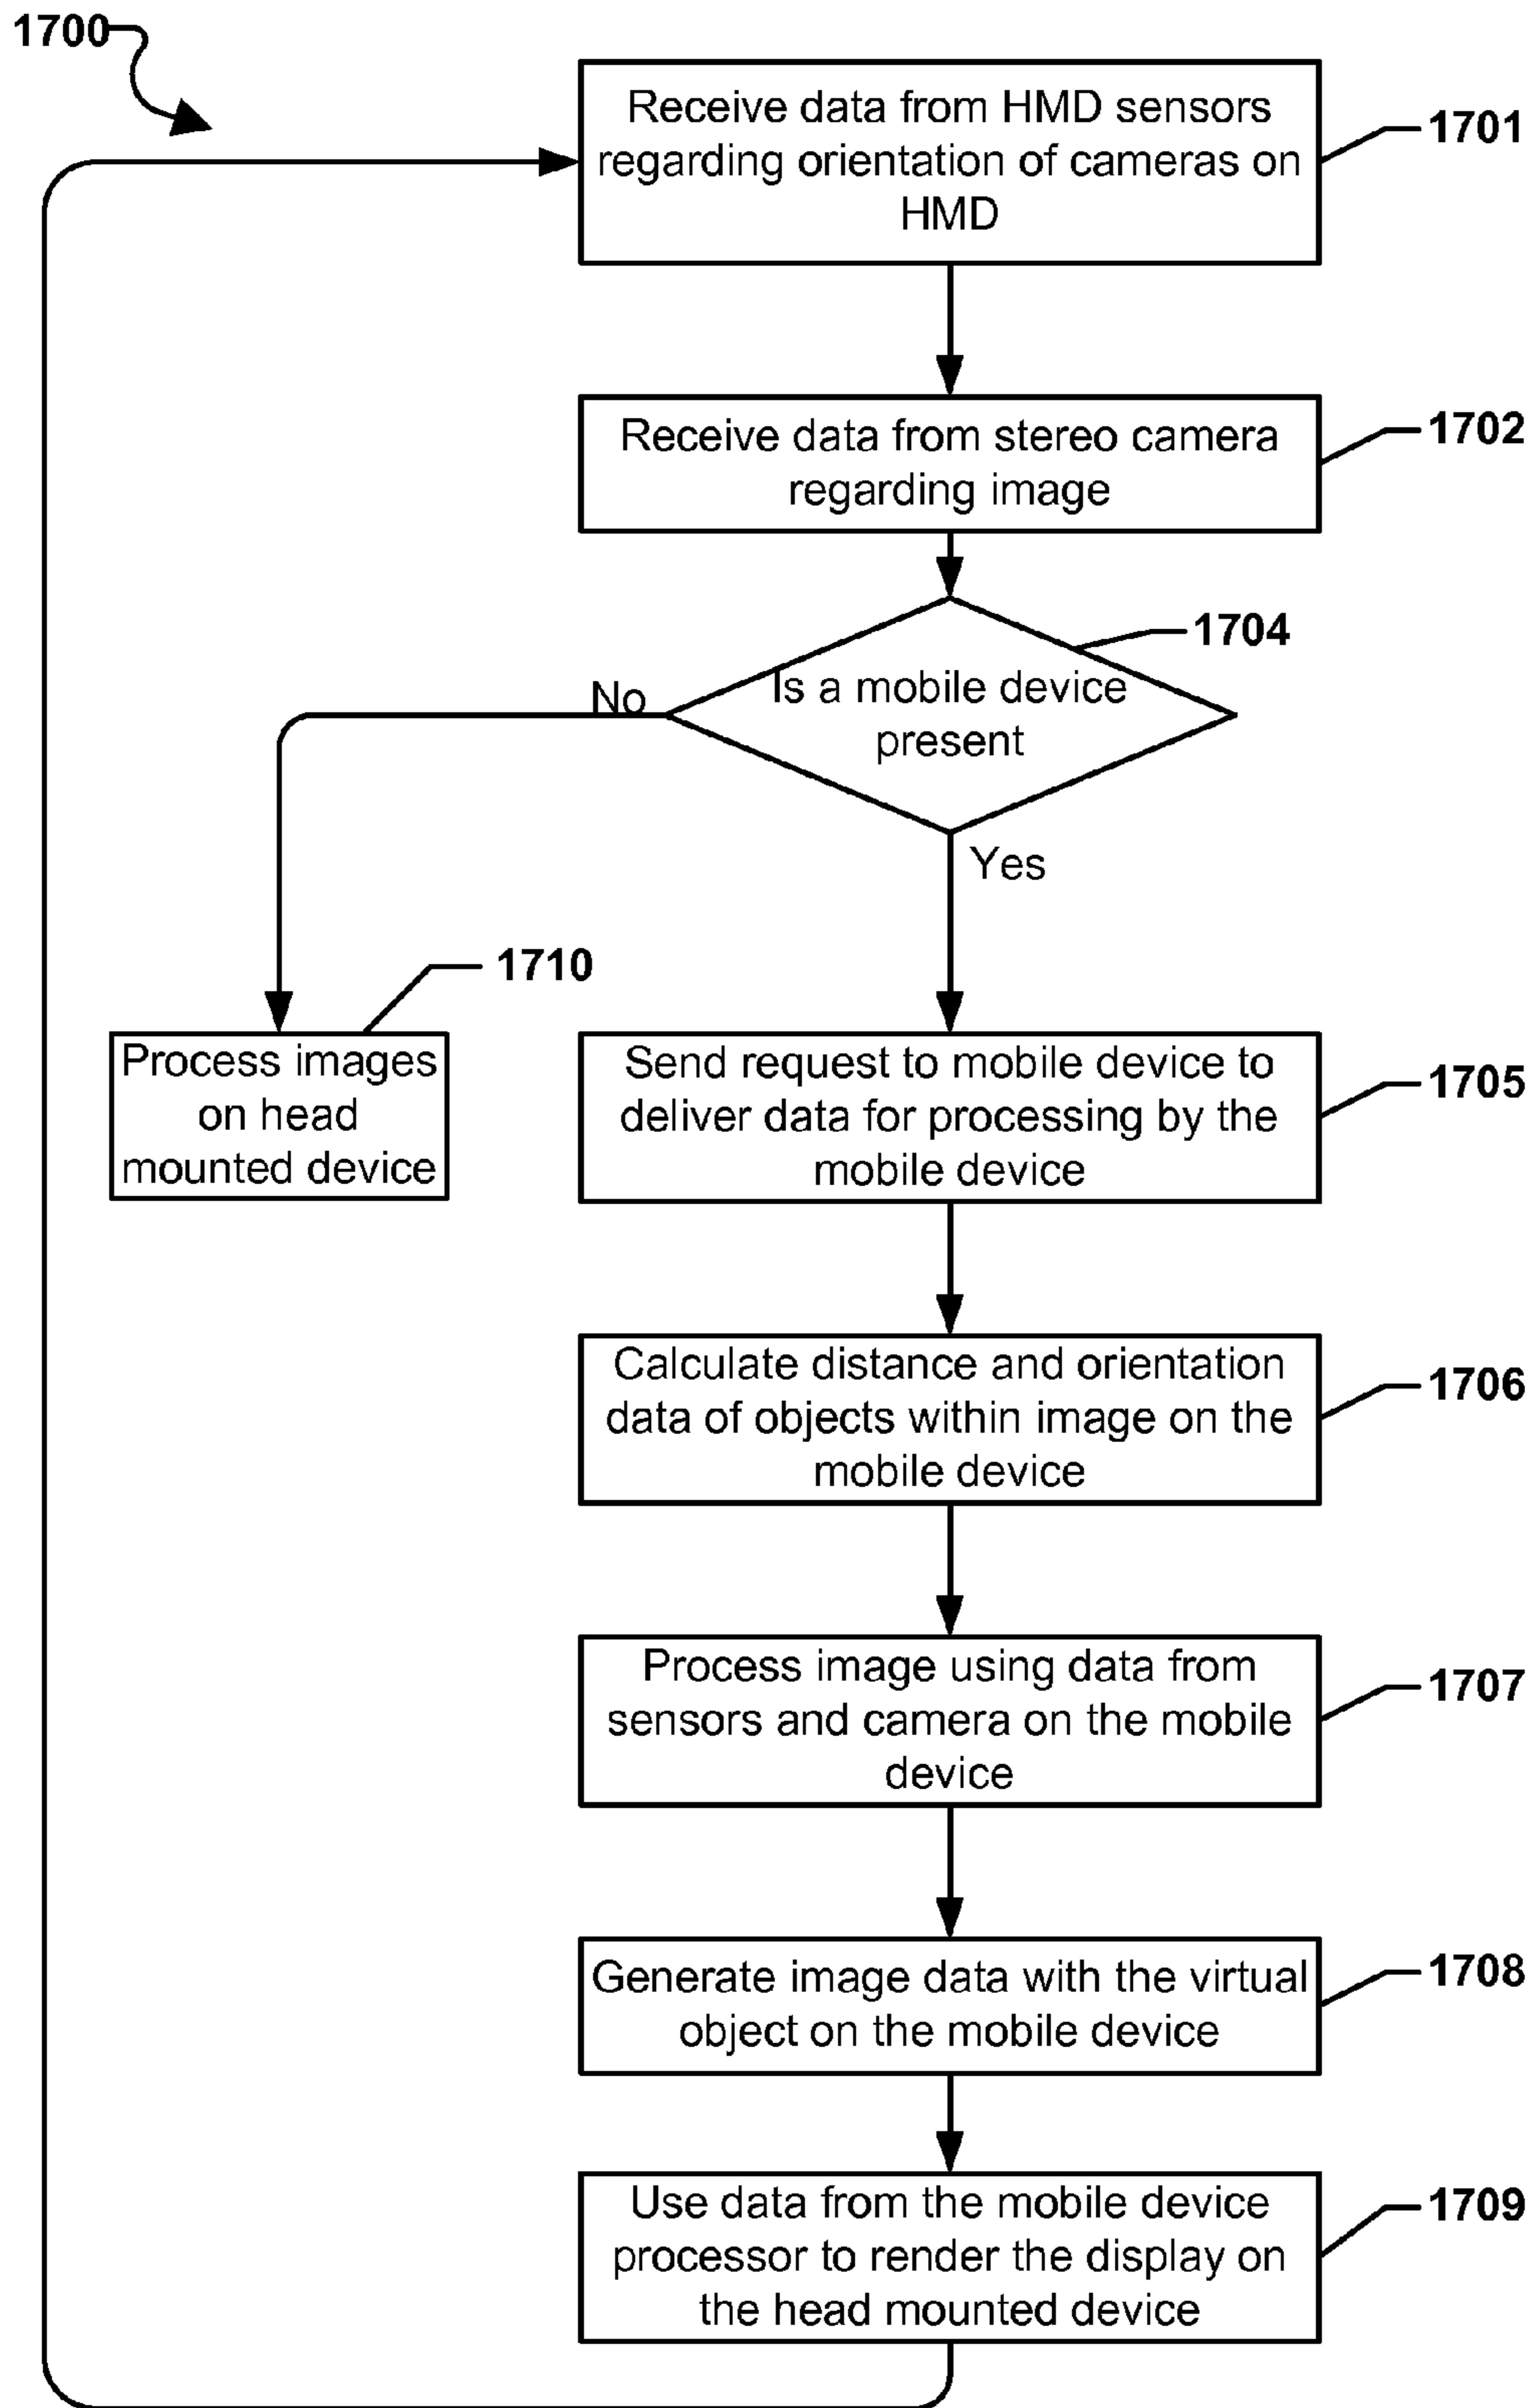 1700
Receive data from HMD sensors
regarding orientation of cameras on
HMD
1701
Receive data from stereo camera
regarding image
1702
1704
Is a mobile device
present
No
Yes
1710
Process images
on head
mounted device
Send request to mobile device to
deliver data for processing by the
mobile device
1705
Calculate distance and orientation
data of objects within image on the
mobile device
1706
Process image using data from
sensors and camera on the mobile
device
1707
Generate image data with the virtual
object on the mobile device
1708
Use data from the mobile device
processor to render the display on
the head mounted device
1709